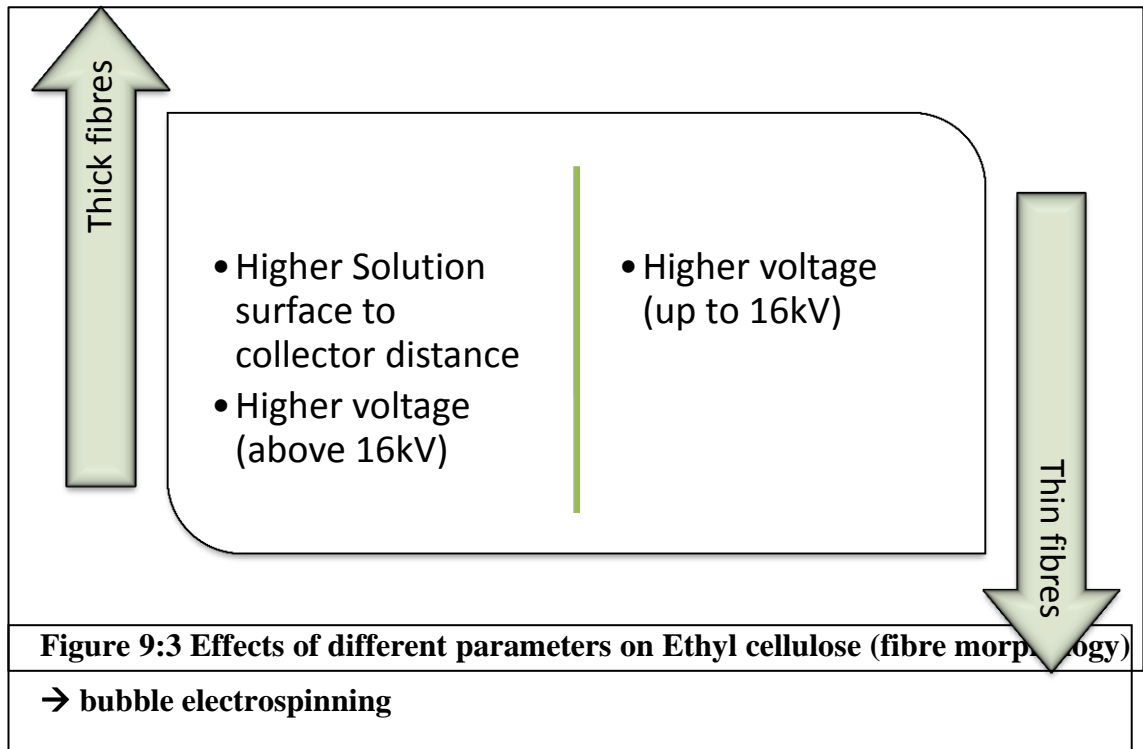 Thick fibres
•Higher Solution
surface to
collector distance
•Higher voltage
(above 16kV)
•Higher voltage
(up to 16kV)
Thin fibres
Figure 9:3 Effects of different parameters on Ethyl cellulose (fibre
→ bubble electrospinning